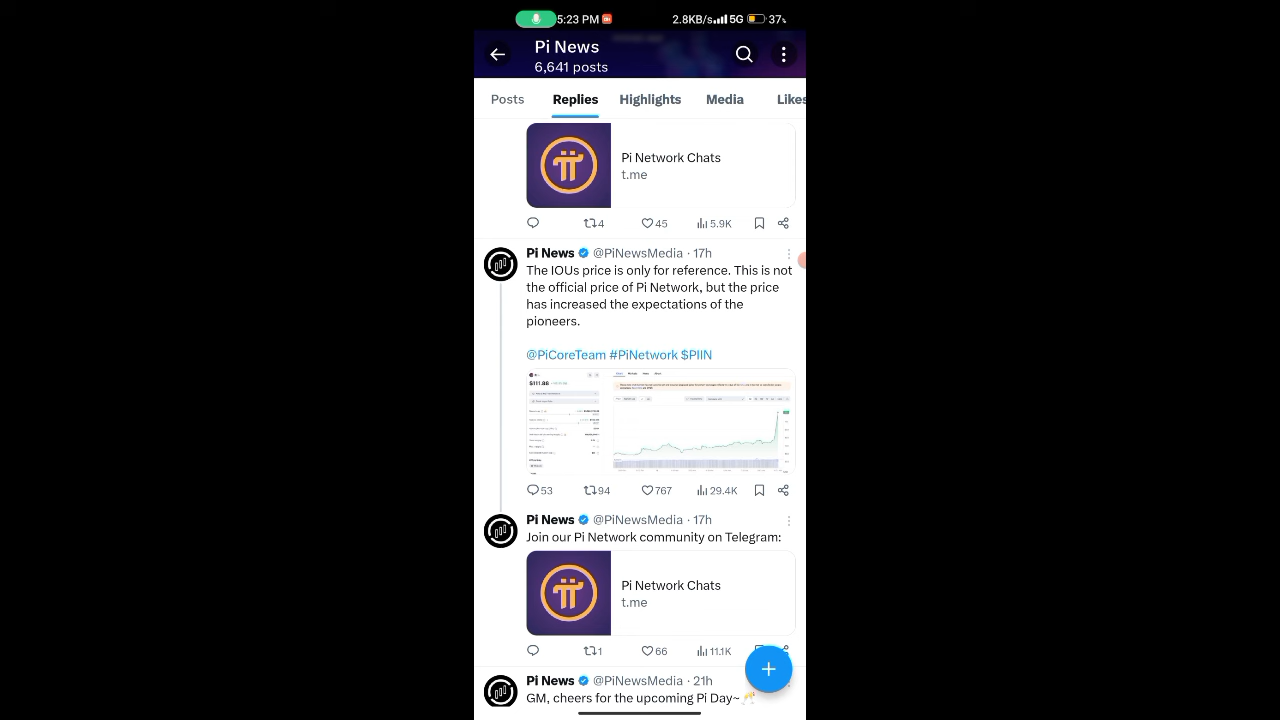 5:23 PM 2.8KB/s 5G 37%
Pi News
6,641 posts
Posts Replies Highlights Media Likes
Pi Network Chats
t.me
4 45 5.9K
Pi News @PiNewsMedia · 17h
The IOUs price is only for reference. This is not
the official price of Pi Network, but the price
has increased the expectations of the
pioneers.
@PiCoreTeam #PiNetwork $PIIN
$111.88
53 94 767 29.4K
Pi News @PiNewsMedia · 17h
Join our Pi Network community on Telegram:
Pi Network Chats
t.me
1 66 11.1K
Pi News @PiNewsMedia · 21h
GM, cheers for the upcoming Pi Day~ 🥂